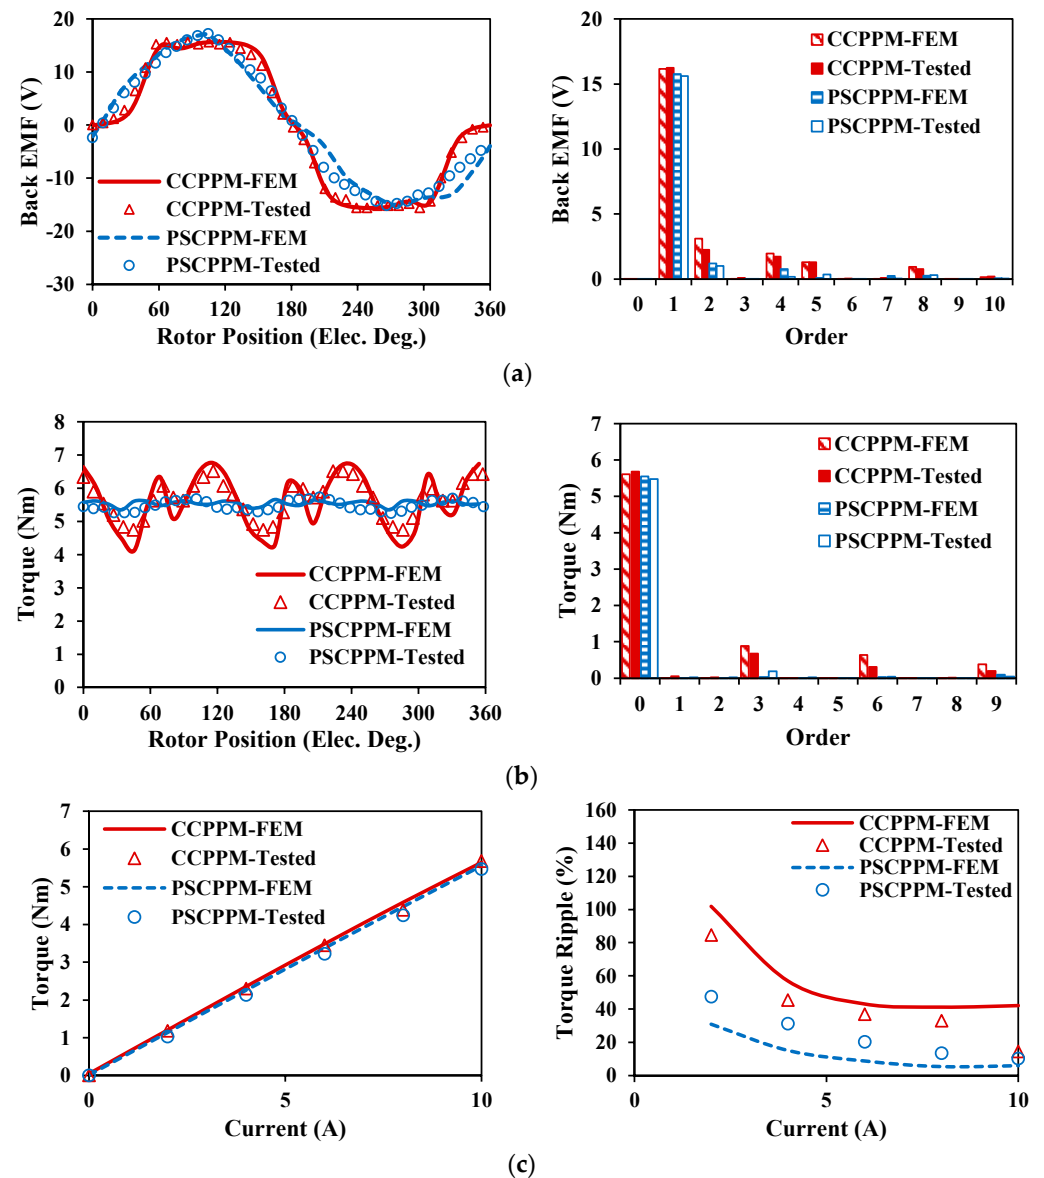 20
10
0
-10
-20
-30
Back EMF (V)
CCPPM-FEM
CCPPM-Tested
PSCPPM-FEM
PSCPPM-Tested
0 60 120 180 240 300 360
Rotor Position (Elec. Deg.)
20
15
10
5
0
Back EMF (V)
CCPPM-FEM
CCPPM-Tested
PSCPPM-FEM
PSCPPM-Tested
0 1 2 3 4 5 6 7 8 9 10
Order
(a)
8
7
6
5
4
3
2
1
0
Torque (Nm)
CCPPM-FEM
CCPPM-Tested
PSCPPM-FEM
PSCPPM-Tested
0 60 120 180 240 300 360
Rotor Position (Elec. Deg.)
7
6
5
4
3
2
1
0
Torque (Nm)
CCPPM-FEM
CCPPM-Tested
PSCPPM-FEM
PSCPPM-Tested
0 1 2 3 4 5 6 7 8 9
Order
(b)
7
6
5
4
3
2
1
0
Torque (Nm)
CCPPM-FEM
CCPPM-Tested
PSCPPM-FEM
PSCPPM-Tested
0 5 10
Current (A)
160
140
120
100
80
60
40
20
0
Torque Ripple (%)
CCPPM-FEM
CCPPM-Tested
PSCPPM-FEM
PSCPPM-Tested
0 5 10
Current (A)
(c)